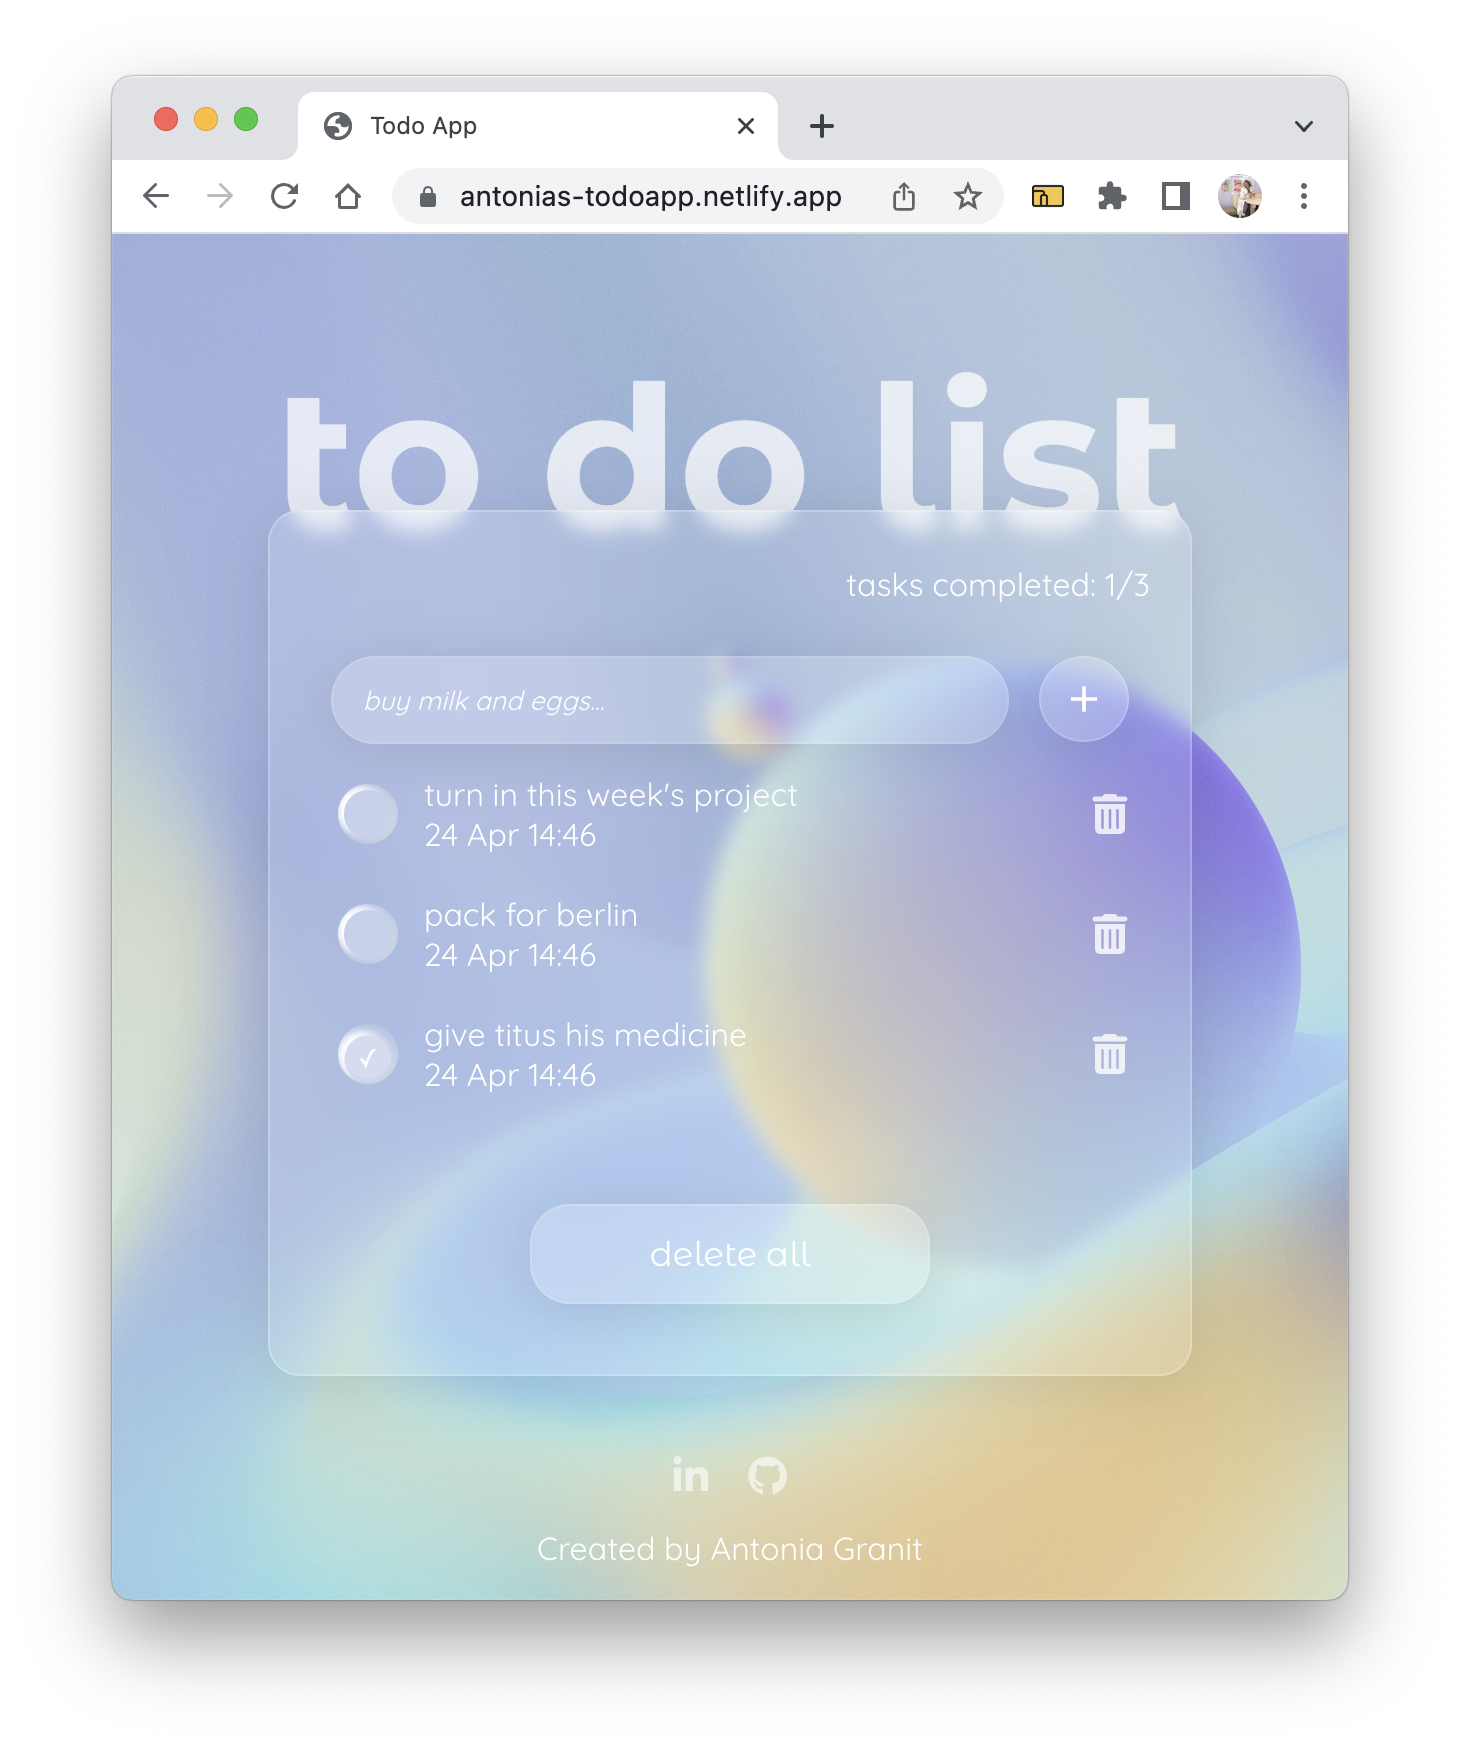 Todo App
antonias-todoapp.netlify.app
to do list
tasks completed: 1/3
buy milk and eggs...
turn in this week's project
24 Apr 14:46
pack for berlin
24 Apr 14:46
give titus his medicine
24 Apr 14:46
delete all
in
Created by Antonia Granit